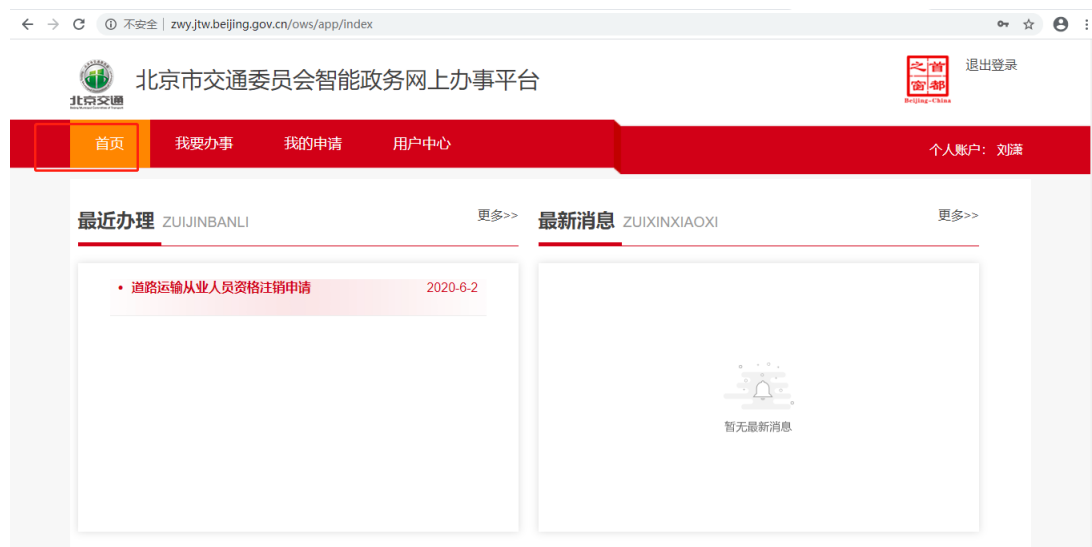 不安全 | zwy.jtw.beijing.gov.cn/ows/app/index
北京交通
北京市交通委员会智能政务网上办事平台
首都之窗
Beijing-China
退出登录
首页 我要办事 我的申请 用户中心
个人账户： 刘潇
最近办理 ZUIJINBANLI 更多>>
最新消息 ZUIXINXIAOXI 更多>>
• 道路运输从业人员资格注销申请 2020-6-2
暂无最新消息